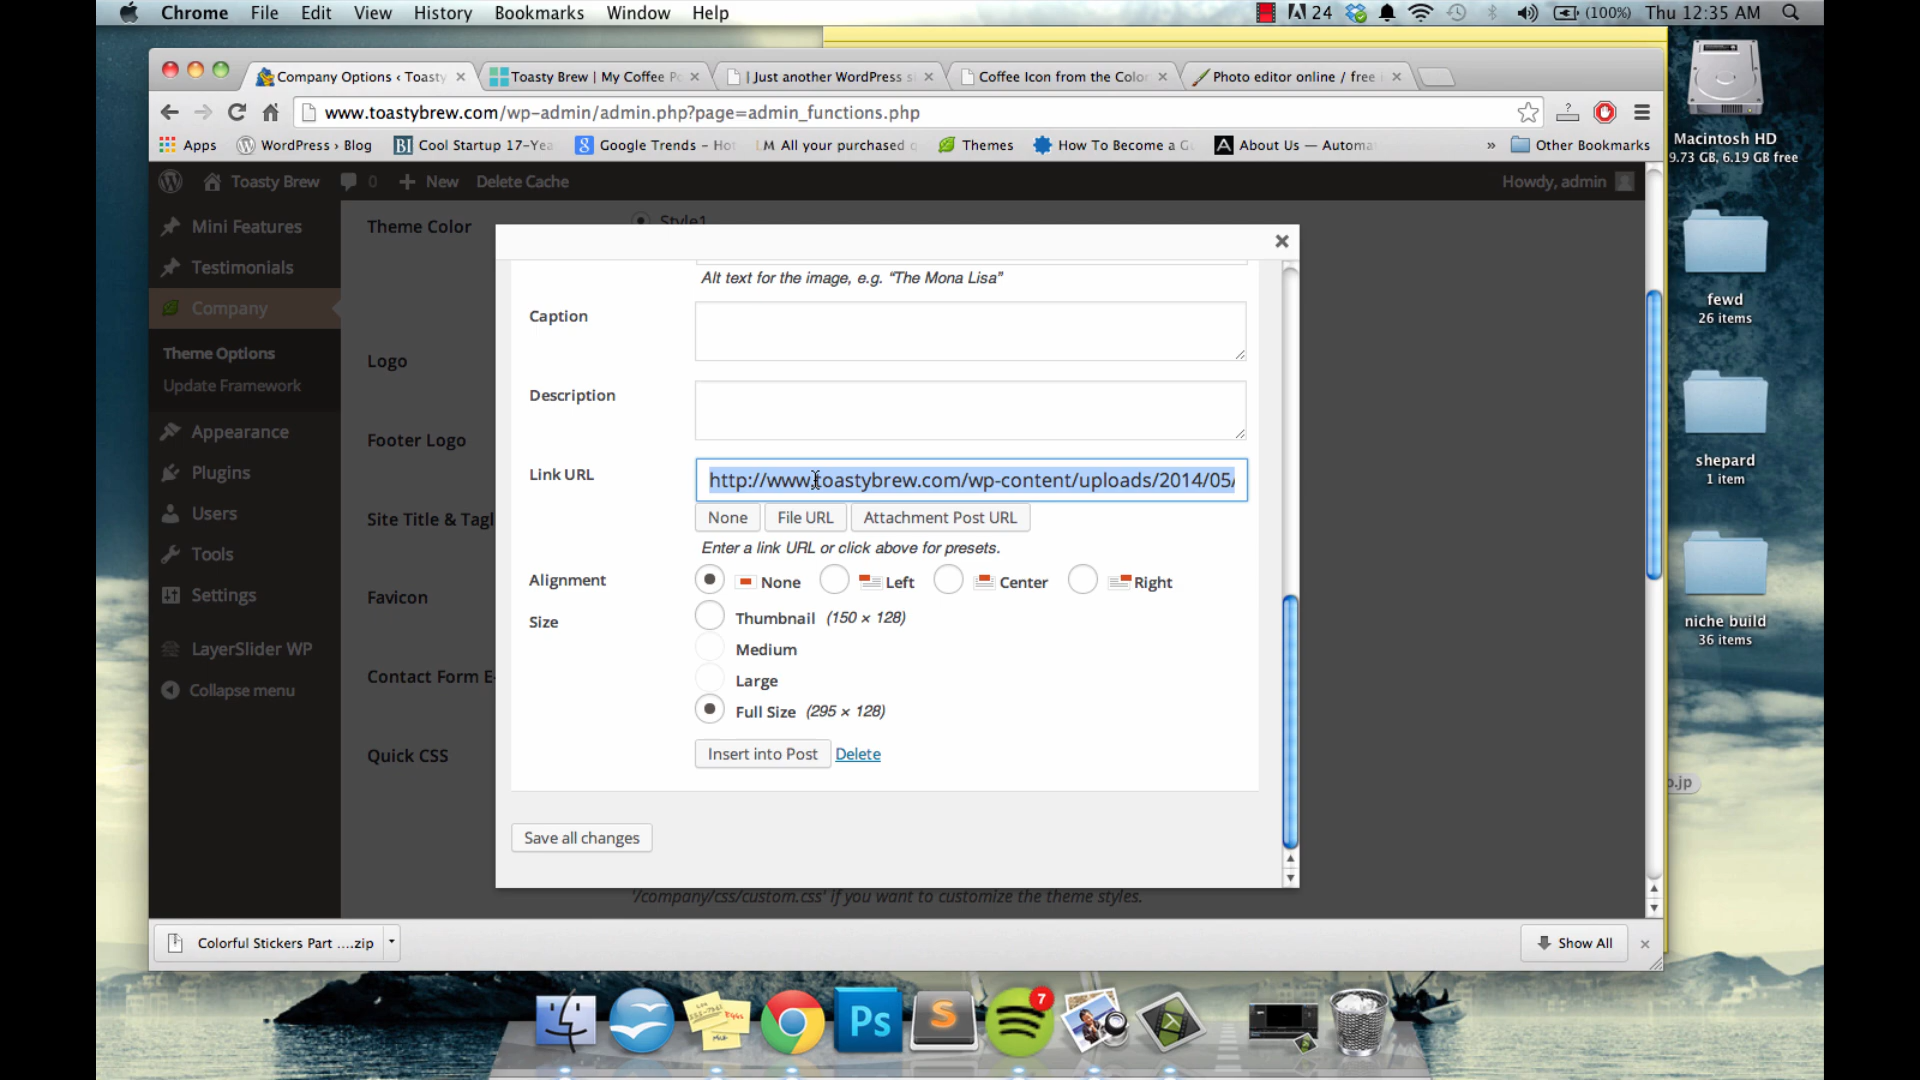 Chrome File Edit View History Bookmarks Window Help
24 (100%) Thu 12:35 AM
Company Options ‹ Toasty
Toasty Brew | My Coffee P
| Just another WordPress s
Coffee Icon from the Color
Photo editor online / free
www.toastybrew.com/wp-admin/admin.php?page=admin_functions.php
Apps WordPress › Blog BI Cool Startup 17-Yea Google Trends - Hot LM All your purchased Themes How To Become a G About Us — Automa » Other Bookmarks
Toasty Brew 0 New Delete Cache Howdy, admin
Mini Features
Testimonials
Company
Theme Options
Update Framework
Appearance
Plugins
Users
Tools
Settings
LayerSlider WP
Collapse menu
Theme Color Style1
Logo
Footer Logo
Site Title & Tagl
Favicon
Contact Form E-
Quick CSS
Alt text for the image, e.g. “The Mona Lisa”
Caption
Description
Link URL http://www.toastybrew.com/wp-content/uploads/2014/05/
None File URL Attachment Post URL
Enter a link URL or click above for presets.
Alignment None Left Center Right
Size Thumbnail (150 × 128)
Medium
Large
Full Size (295 × 128)
Insert into Post Delete
Save all changes
'/company/css/custom.css' if you want to customize the theme styles.
Colorful Stickers Part ....zip
Show All
Macintosh HD
9.73 GB, 6.19 GB free
fewd
26 items
shepard
1 item
niche build
36 items
o.jp
Ps
S
7